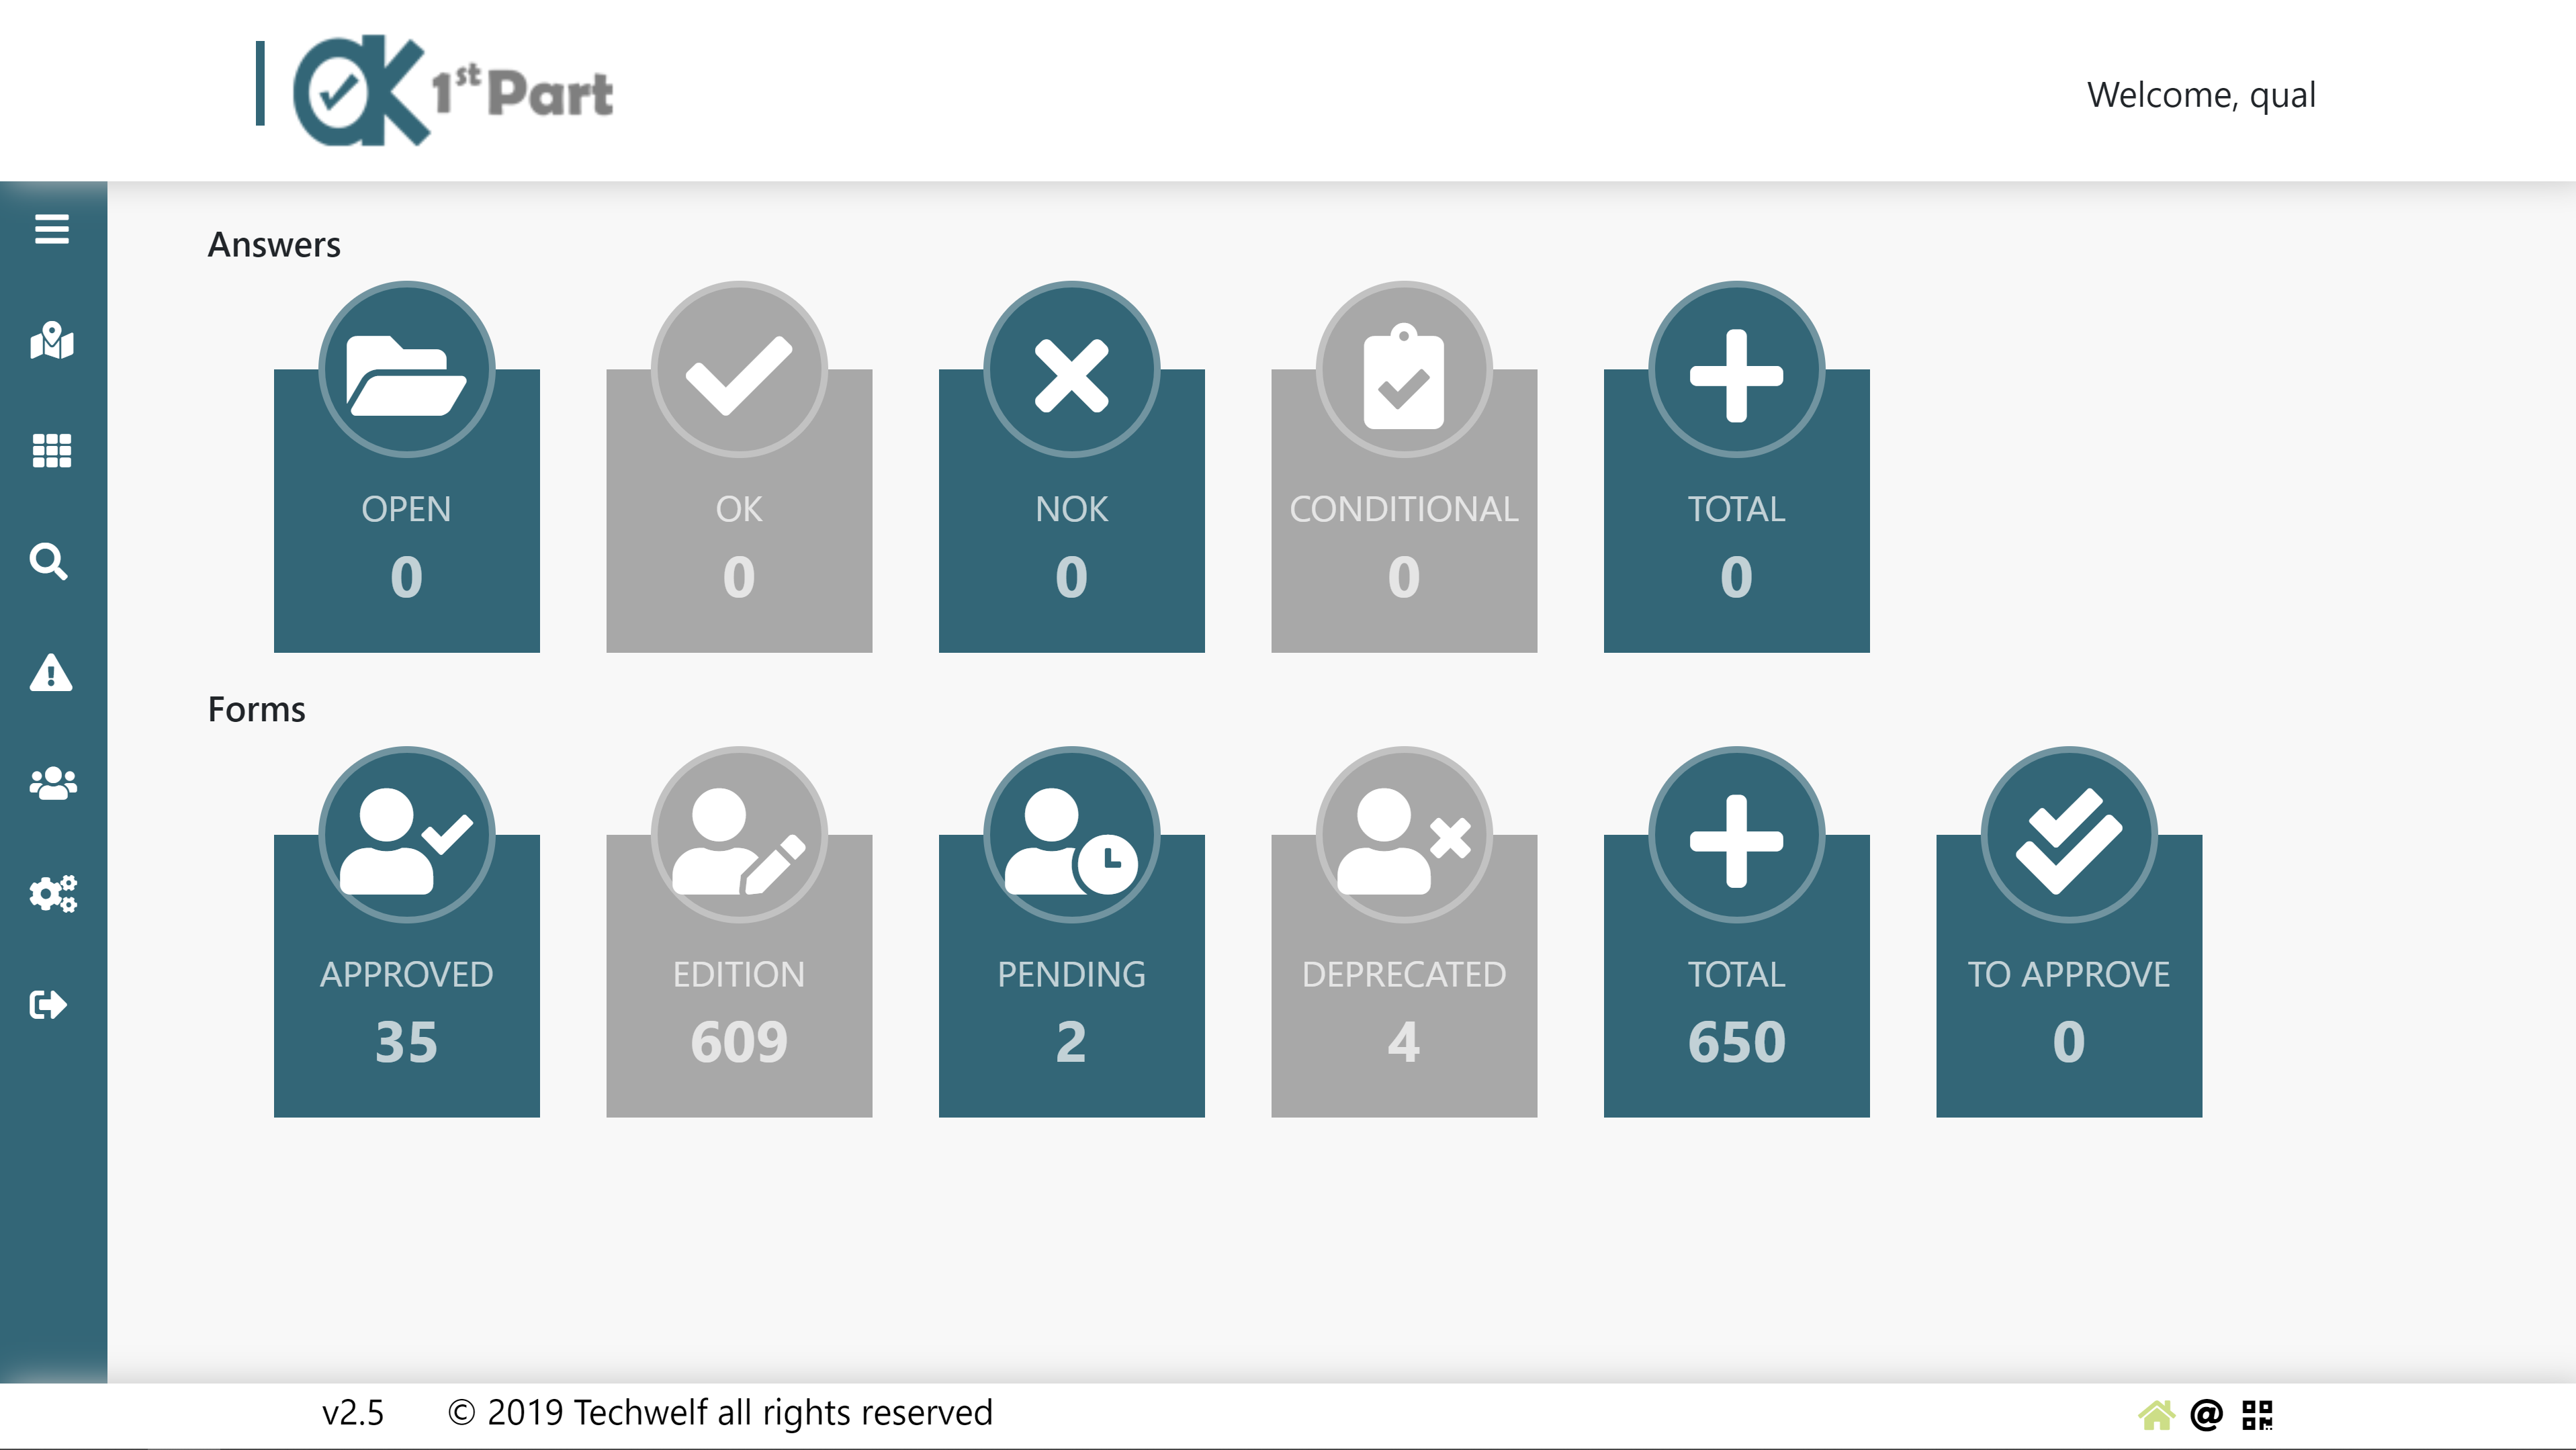 OK 1st Part
Welcome, qual
Answers
OPEN
0
OK
0
NOK
0
CONDITIONAL
0
TOTAL
0
Forms
APPROVED
35
EDITION
609
PENDING
2
DEPRECATED
4
TOTAL
650
TO APPROVE
0
v2.5 © 2019 Techwelf all rights reserved